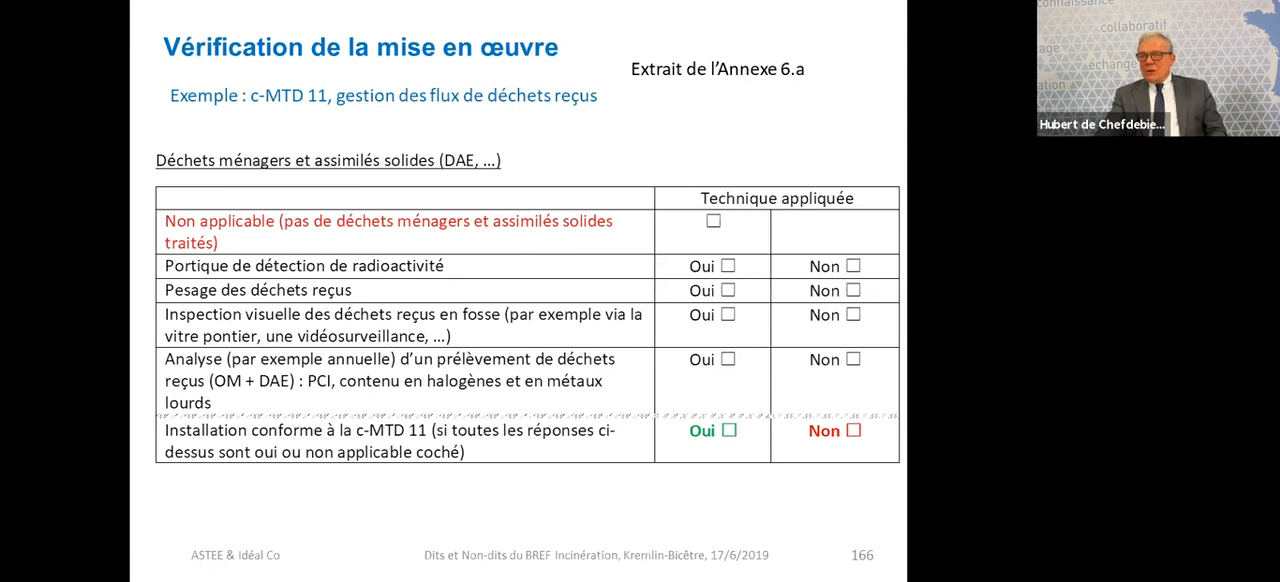 Vérification de la mise en œuvre
Extrait de l'Annexe 6.a
Exemple : c-MTD 11, gestion des flux de déchets reçus
Déchets ménagers et assimilés solides (DAE, ...)
Technique appliquée
Non applicable (pas de déchets ménagers et assimilés solides
traités)
☐
Portique de détection de radioactivité
Oui ☐ Non ☐
Pesage des déchets reçus
Oui ☐ Non ☐
Inspection visuelle des déchets reçus en fosse (par exemple via la
vitre pontier, une vidéosurveillance, ...)
Oui ☐ Non ☐
Analyse (par exemple annuelle) d'un prélèvement de déchets
reçus (OM + DAE) : PCI, contenu en halogènes et en métaux
lourds
Oui ☐ Non ☐
Installation conforme à la c-MTD 11 (si toutes les réponses ci-
dessus sont oui ou non applicable coché)
Oui ☐ Non ☐
ASTEE & Idéal Co
Dits et Non-dits du BREF Incinération, Kremlin-Bicêtre, 17/6/2019
166
connaissance
collaboratif
échange
Hubert de Chefdebie...